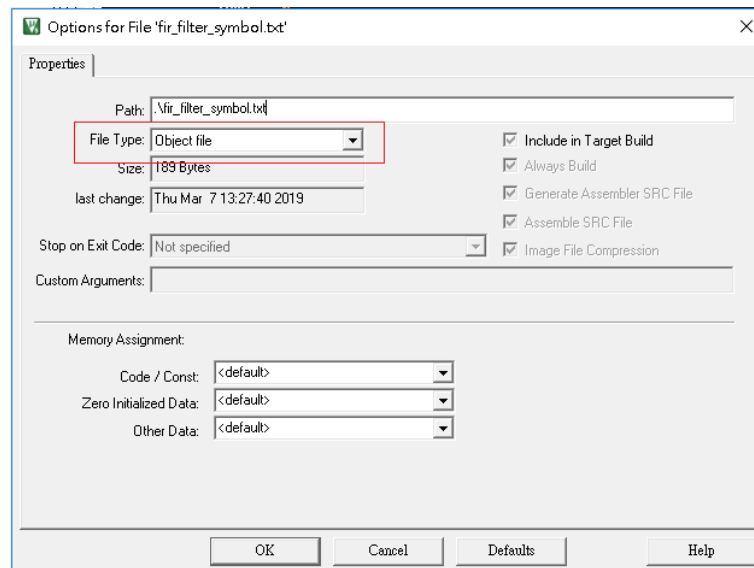 Options for File 'fir_filter_symbol.txt'
Properties
Path: .\fir_filter_symbol.txt
File Type: Object file
Include in Target Build
Size: 189 Bytes
Always Build
last change: Thu Mar 7 13:27:40 2019
Generate Assembler SRC File
Assemble SRC File
Stop on Exit Code: Not specified
Image File Compression
Custom Arguments:
Memory Assignment:
Code / Const: <default>
Zero Initialized Data: <default>
Other Data: <default>
OK Cancel Defaults Help